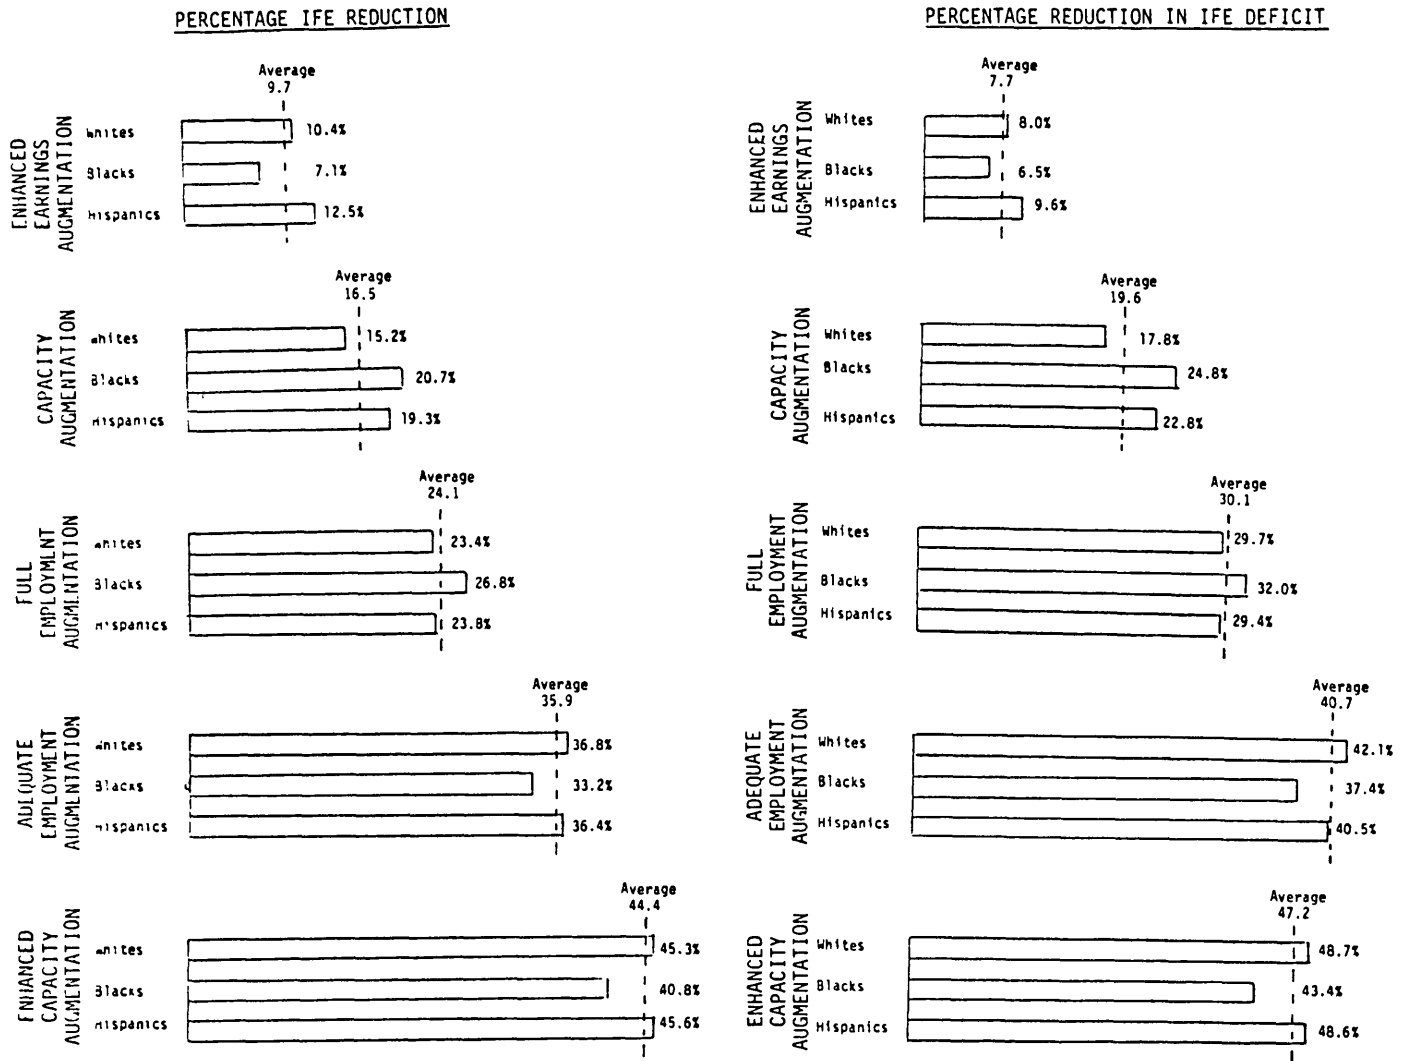 PERCENTAGE IFE REDUCTION
Average
9.7
ENHANCED
EARNINGS
AUGMENTATION
Whites 10.4%
Blacks 7.1%
Hispanics 12.5%
Average
16.5
CAPACITY
AUGMENTATION
Whites 15.2%
Blacks 20.7%
Hispanics 19.3%
Average
24.1
FULL
EMPLOYMENT
AUGMENTATION
Whites 23.4%
Blacks 26.8%
Hispanics 23.8%
Average
35.9
ADEQUATE
EMPLOYMENT
AUGMENTATION
Whites 36.8%
Blacks 33.2%
Hispanics 36.4%
Average
44.4
ENHANCED
CAPACITY
AUGMENTATION
Whites 45.3%
Blacks 40.8%
Hispanics 45.6%
PERCENTAGE REDUCTION IN IFE DEFICIT
Average
7.7
ENHANCED
EARNINGS
AUGMENTATION
Whites 8.0%
Blacks 6.5%
Hispanics 9.6%
Average
19.6
CAPACITY
AUGMENTATION
Whites 17.8%
Blacks 24.8%
Hispanics 22.8%
Average
30.1
FULL
EMPLOYMENT
AUGMENTATION
Whites 29.7%
Blacks 32.0%
Hispanics 29.4%
Average
40.7
ADEQUATE
EMPLOYMENT
AUGMENTATION
Whites 42.1%
Blacks 37.4%
Hispanics 40.5%
Average
47.2
ENHANCED
CAPACITY
AUGMENTATION
Whites 48.7%
Blacks 43.4%
Hispanics 48.6%